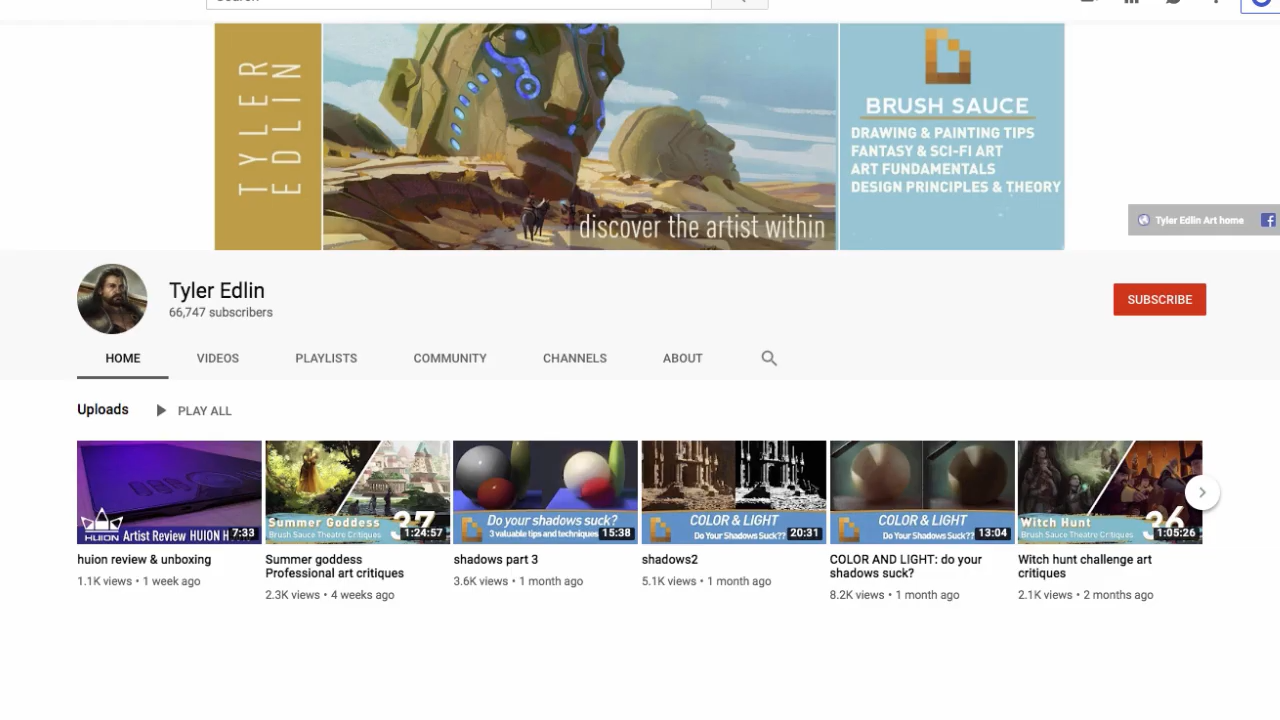 TYLER
EDLIN
discover the artist within
BRUSH SAUCE
DRAWING & PAINTING TIPS
FANTASY & SCI-FI ART
ART FUNDAMENTALS
DESIGN PRINCIPLES & THEORY
Tyler Edlin Art home
Tyler Edlin
66,747 subscribers
SUBSCRIBE
HOME VIDEOS PLAYLISTS COMMUNITY CHANNELS ABOUT
Uploads PLAY ALL
HUION Artist Review HUION 7:33
huion review & unboxing
1.1K views • 1 week ago
Summer Goddess 37
Brush Sauce Theatre Critiques 1:24:57
Summer goddess
Professional art critiques
2.3K views • 4 weeks ago
Do your shadows suck?
3 valuable tips and techniques 15:38
shadows part 3
3.6K views • 1 month ago
COLOR & LIGHT
Do Your Shadows Suck?? 20:31
shadows2
5.1K views • 1 month ago
COLOR & LIGHT
Do Your Shadows Suck?? 13:04
COLOR AND LIGHT: do your
shadows suck?
8.2K views • 1 month ago
Witch Hunt 36
Brush Sauce Theatre Critiques 1:05:26
Witch hunt challenge art
critiques
2.1K views • 2 months ago